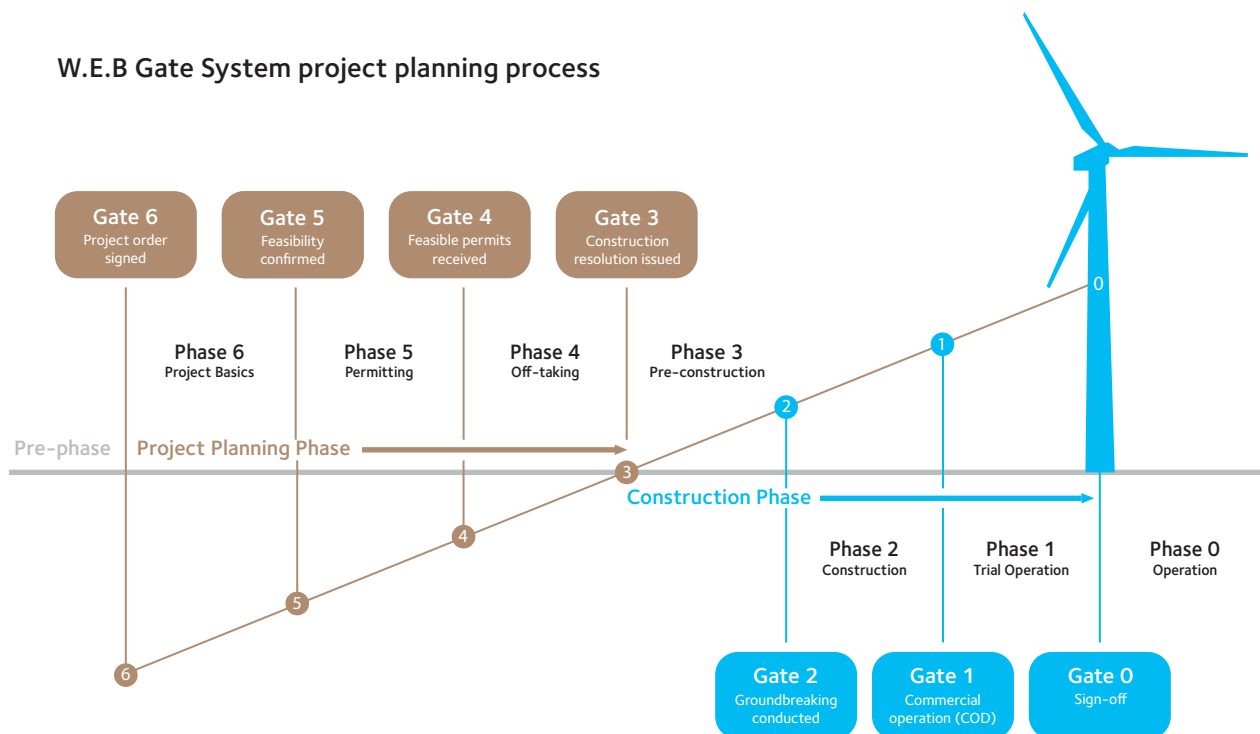 W.E.B Gate System project planning process
Gate 6
Project order
signed
Gate 5
Feasibility
confirmed
Gate 4
Feasible permits
received
Gate 3
Construction
resolution issued
0
Phase 6
Project Basics
Phase 5
Permitting
Phase 4
Off-taking
Phase 3
Pre-construction
1
2
Pre-phase
Project Planning Phase
3
Construction Phase
4
5
6
Phase 2
Construction
Phase 1
Trial Operation
Phase 0
Operation
Gate 2
Groundbreaking
conducted
Gate 1
Commercial
operation (COD)
Gate 0
Sign-off